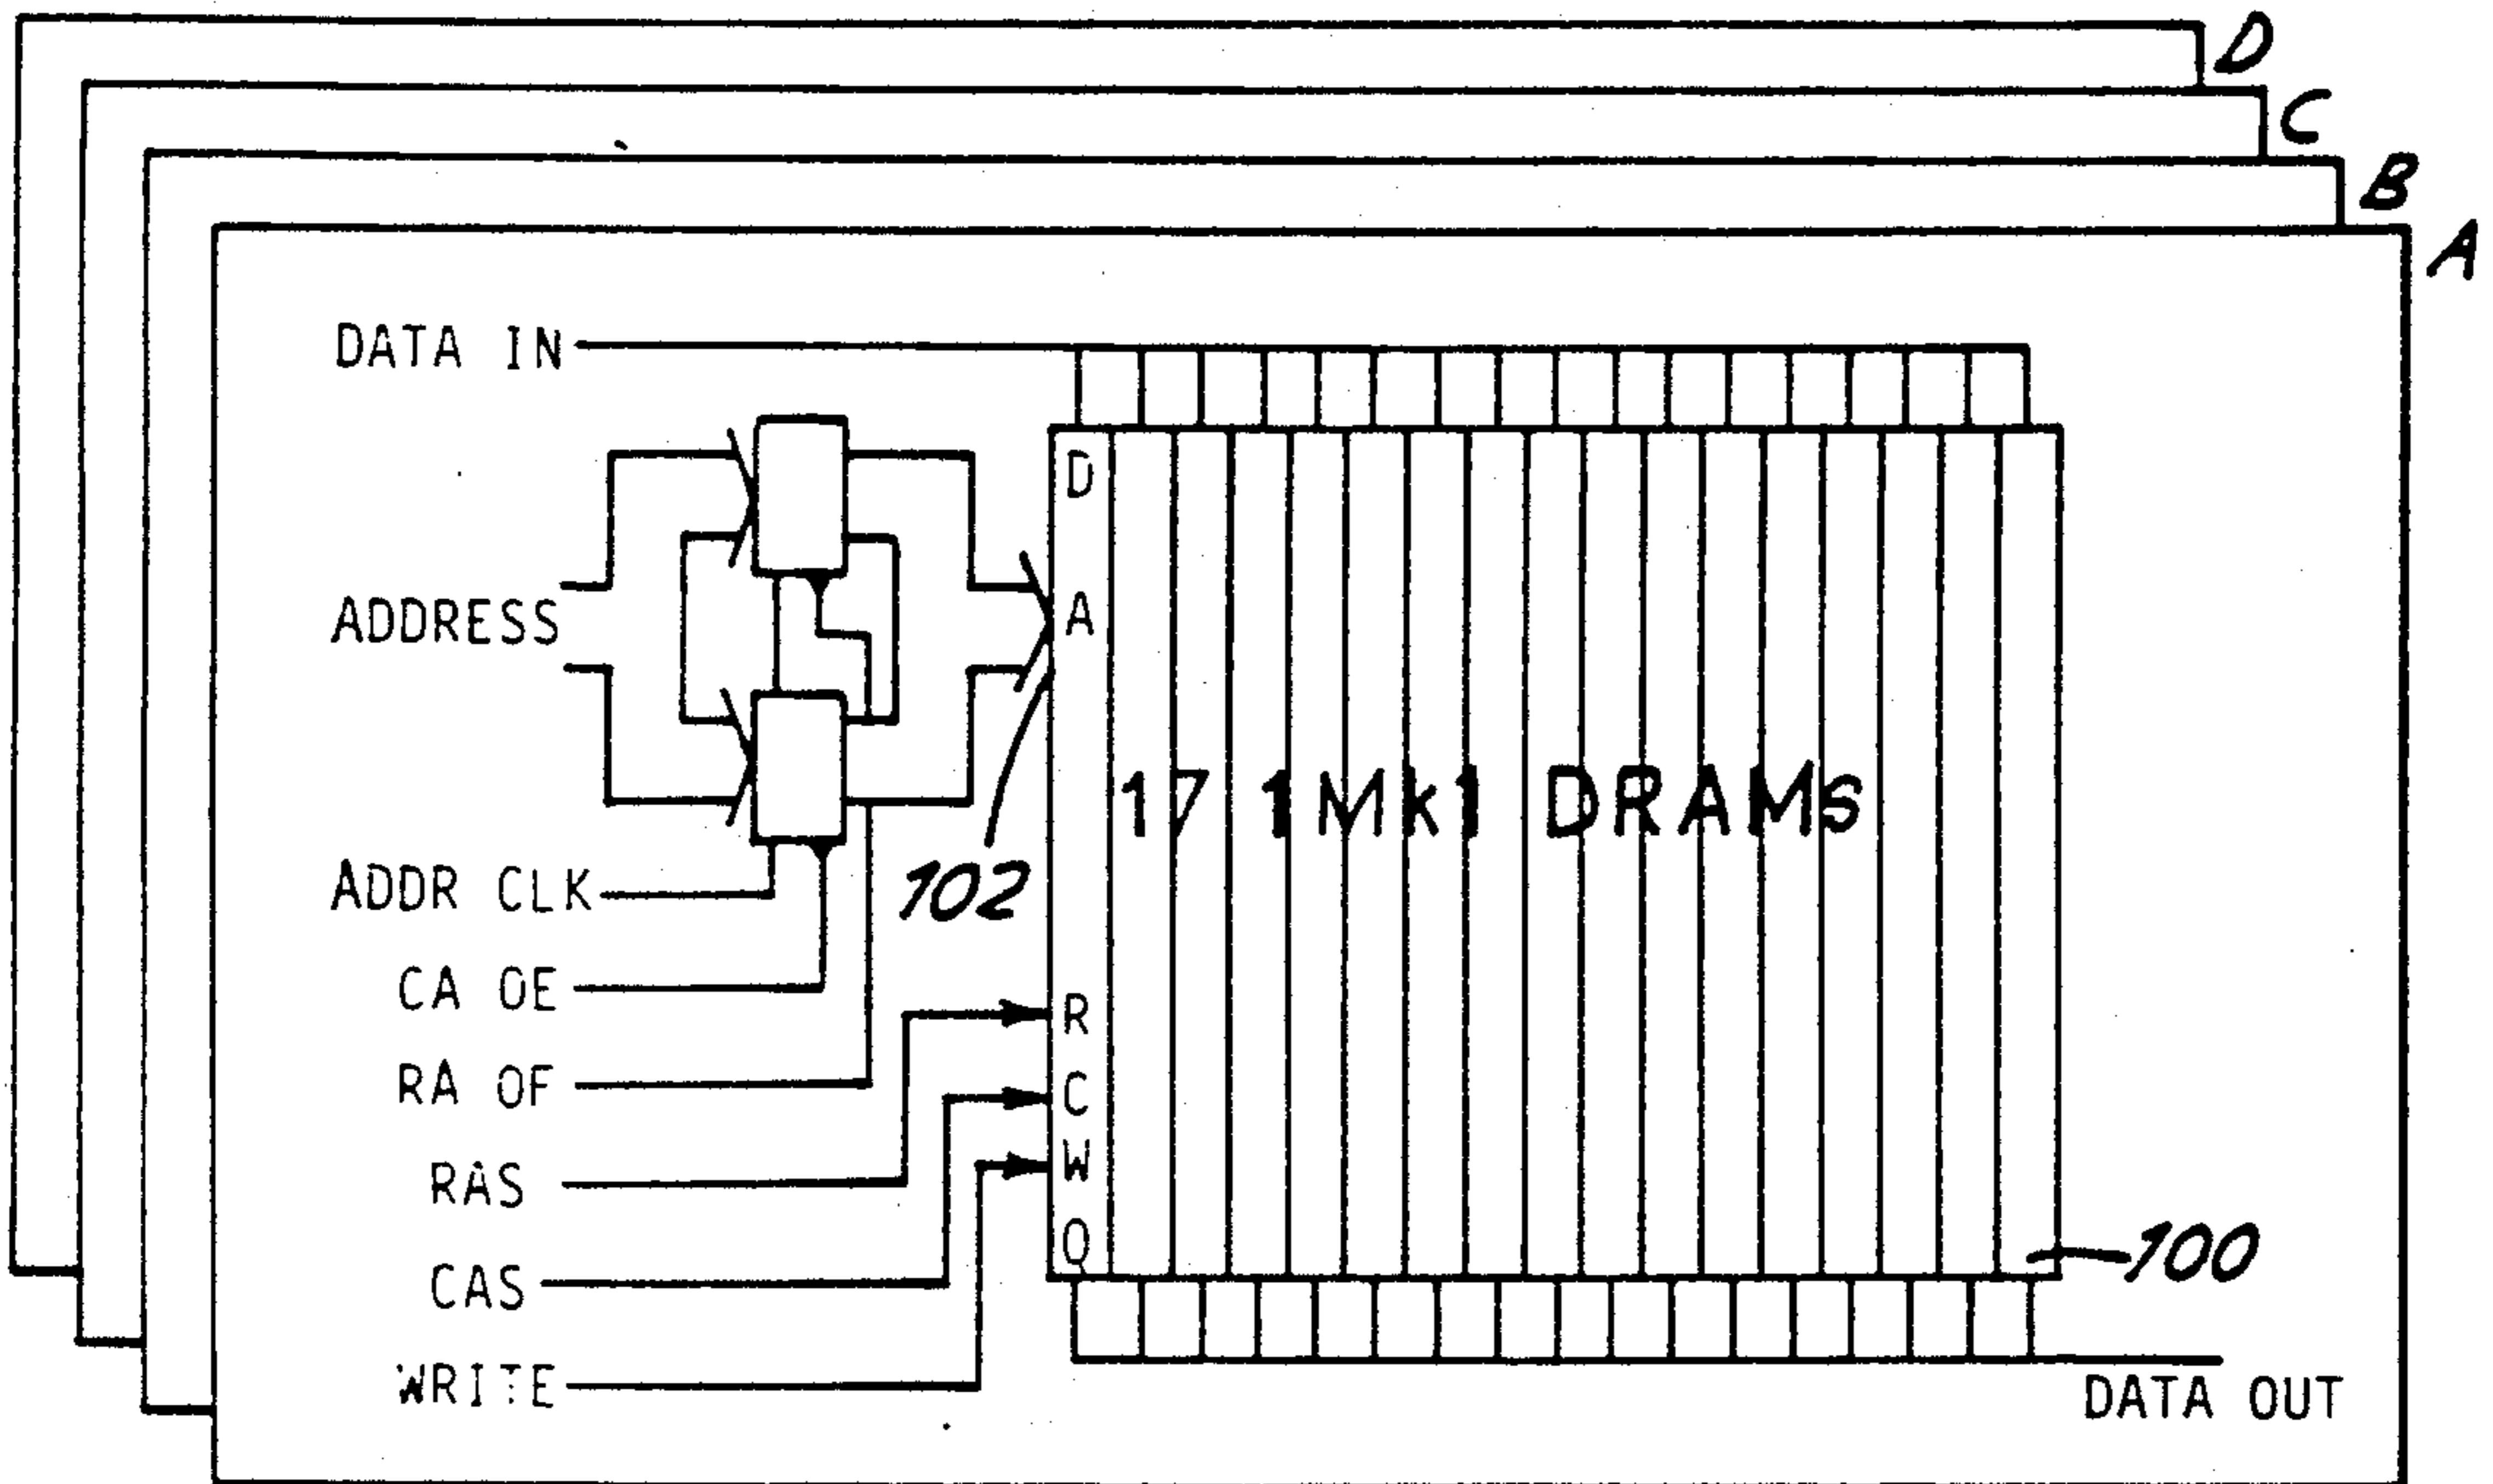 D
C
B
A
DATA IN
D
ADDRESS
A
17 1Mk1 DRAMs
ADDR CLK
102
CA OE
R
RA OF
C
RAS
W
Q
100
CAS
WRITE
DATA OUT